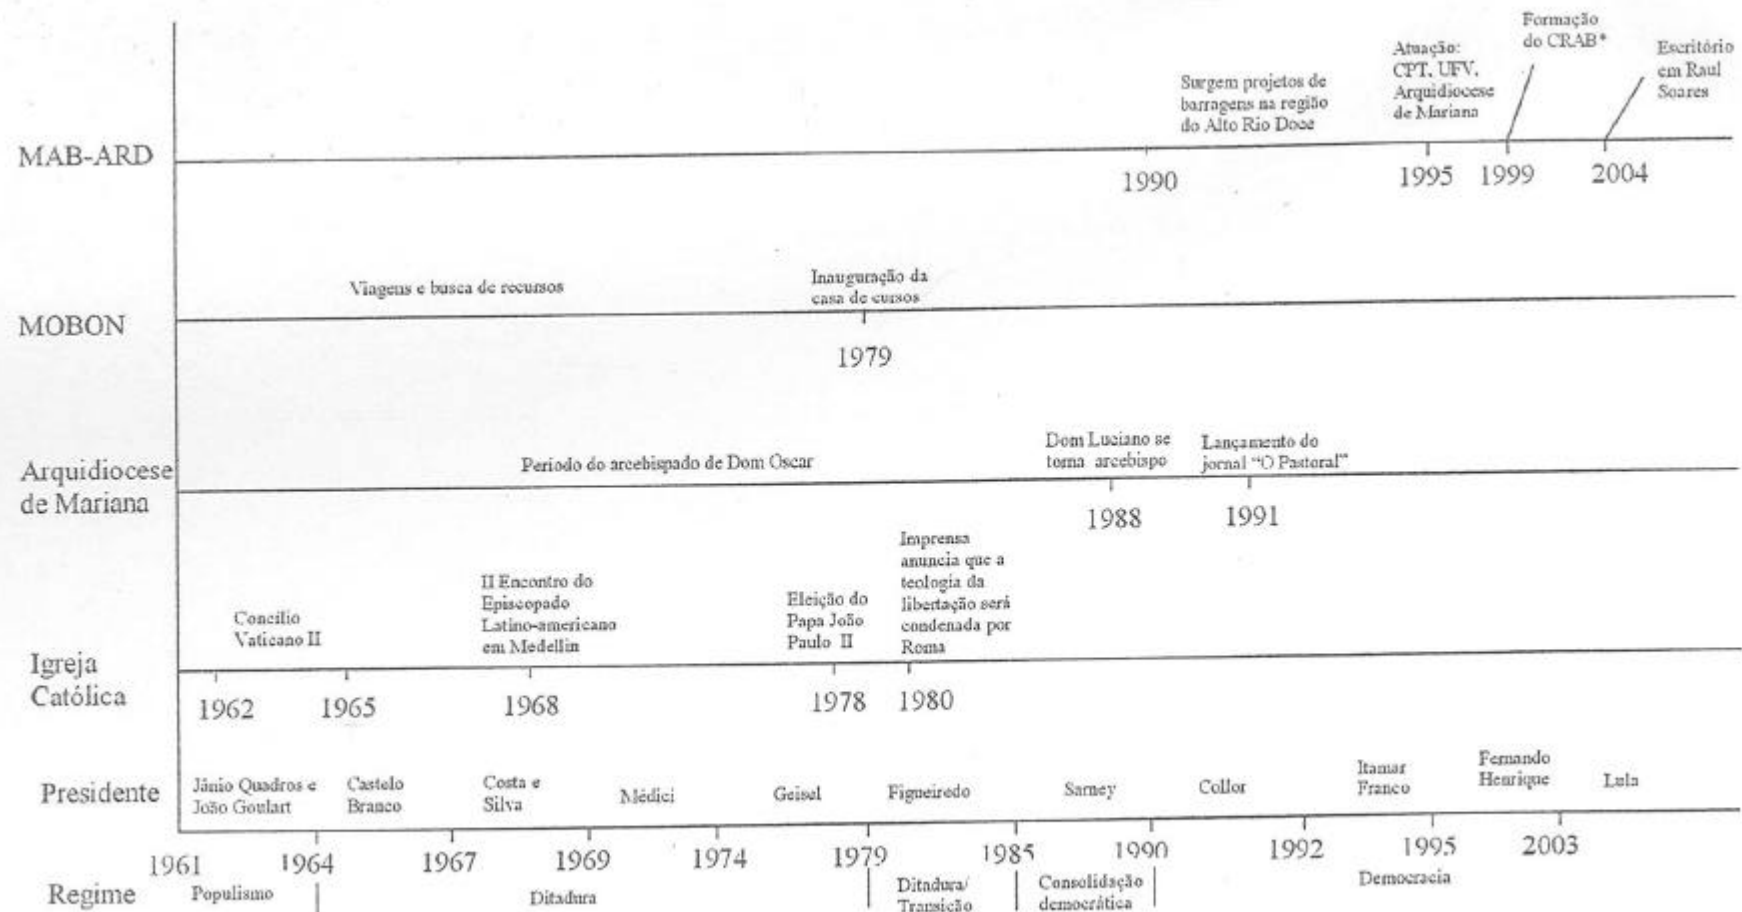 Formação
do CRAB*
Atuação:
CPT, UFV,
Arquidiocese
de Mariana
Escritório
em Raul
Soares
Surgem projetos de
barragens na região
do Alto Rio Doce
MAB-ARD
1990
1995
1999
2004
Viagens e busca de recursos
Inauguração da
casa de cursos
MOBON
1979
Arquidiocese
de Mariana
Período do arcebispado de Dom Oscar
Dom Luciano se
torna arcebispo
Lançamento do
jornal “O Pastoral”
1988
1991
Concílio
Vaticano II
II Encontro do
Episcopado
Latino-americano
em Medellin
Eleição do
Papa João
Paulo II
Imprensa
anuncia que a
teologia da
libertação será
condenada por
Roma
Igreja
Católica
1962
1965
1968
1978
1980
Presidente
Jânio Quadros e
João Goulart
Castelo
Branco
Costa e
Silva
Médici
Geisel
Figueiredo
Sarney
Collor
Itamar
Franco
Fernando
Henrique
Lula
1961
1964
1967
1969
1974
1979
1985
1990
1992
1995
2003
Regime
Populismo
Ditadura
Ditadura/
Transição
Consolidação
democrática
Democracia